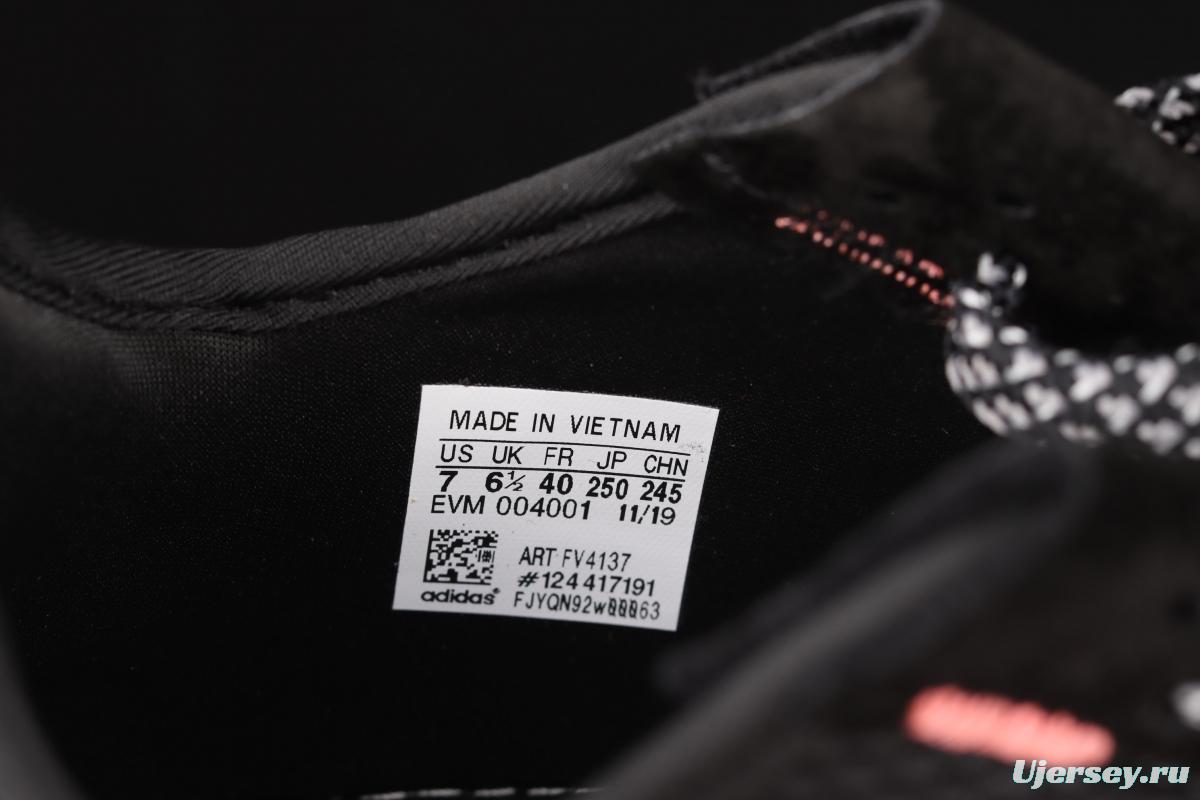 MADE IN VIETNAM
US UK FR JP CHN
7 6½ 40 250 245
EVM 004001 11/19
ART FV4137
#124417191
adidas® FJYQN92w00063
Ujersey.ru